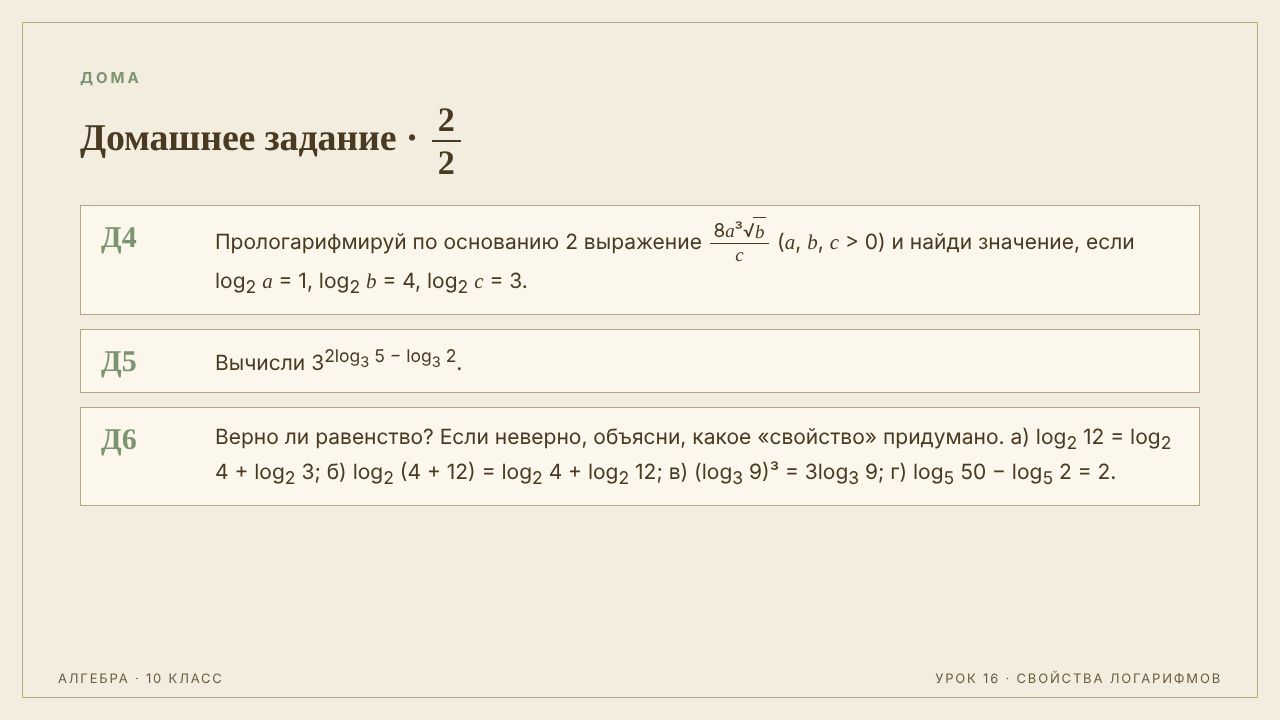 ДОМА
Домашнее задание · 2/2
Д4
Прологарифмируй по основанию 2 выражение 8a³√b/c (a, b, c > 0) и найди значение, если
log₂ a = 1, log₂ b = 4, log₂ c = 3.
Д5
Вычисли 3^(2log₃ 5 − log₃ 2).
Д6
Верно ли равенство? Если неверно, объясни, какое «свойство» придумано. а) log₂ 12 = log₂
4 + log₂ 3; б) log₂ (4 + 12) = log₂ 4 + log₂ 12; в) (log₃ 9)³ = 3log₃ 9; г) log₅ 50 − log₅ 2 = 2.
АЛГЕБРА · 10 КЛАСС
УРОК 16 · СВОЙСТВА ЛОГАРИФМОВ